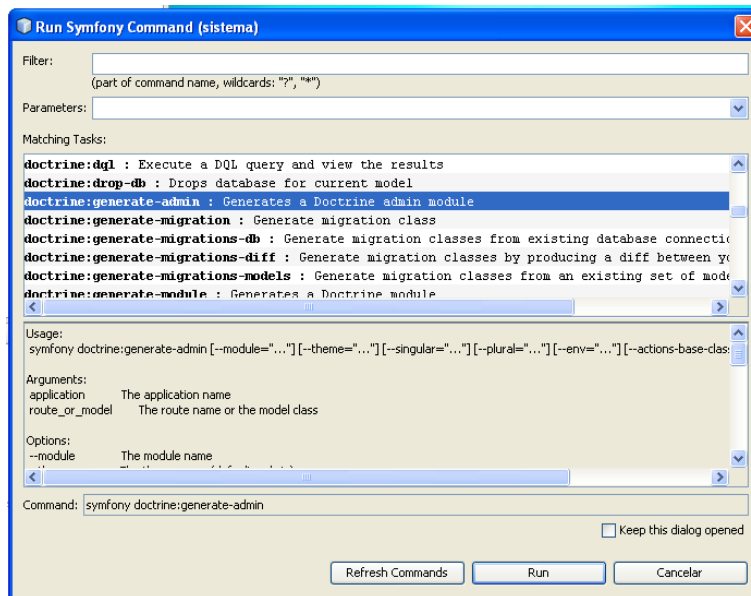 Run Symfony Command (sistema)
Filter:
(part of command name, wildcards: "?", "*")
Parameters:
Matching Tasks:
doctrine:dql : Execute a DQL query and view the results
doctrine:drop-db : Drops database for current model
doctrine:generate-admin : Generates a Doctrine admin module
doctrine:generate-migration : Generate migration class
doctrine:generate-migrations-db : Generate migration classes from existing database connectio
doctrine:generate-migrations-diff : Generate migration classes by producing a diff between yo
doctrine:generate-migrations-models : Generate migration classes from an existing set of mode
doctrine:generate-module : Generates a Doctrine module
Usage:
symfony doctrine:generate-admin [--module="..."] [--theme="..."] [--singular="..."] [--plural="..."] [--env="..."] [--actions-base-clas
Arguments:
application The application name
route_or_model The route name or the model class
Options:
--module The module name
Command: symfony doctrine:generate-admin
Keep this dialog opened
Refresh Commands Run Cancelar